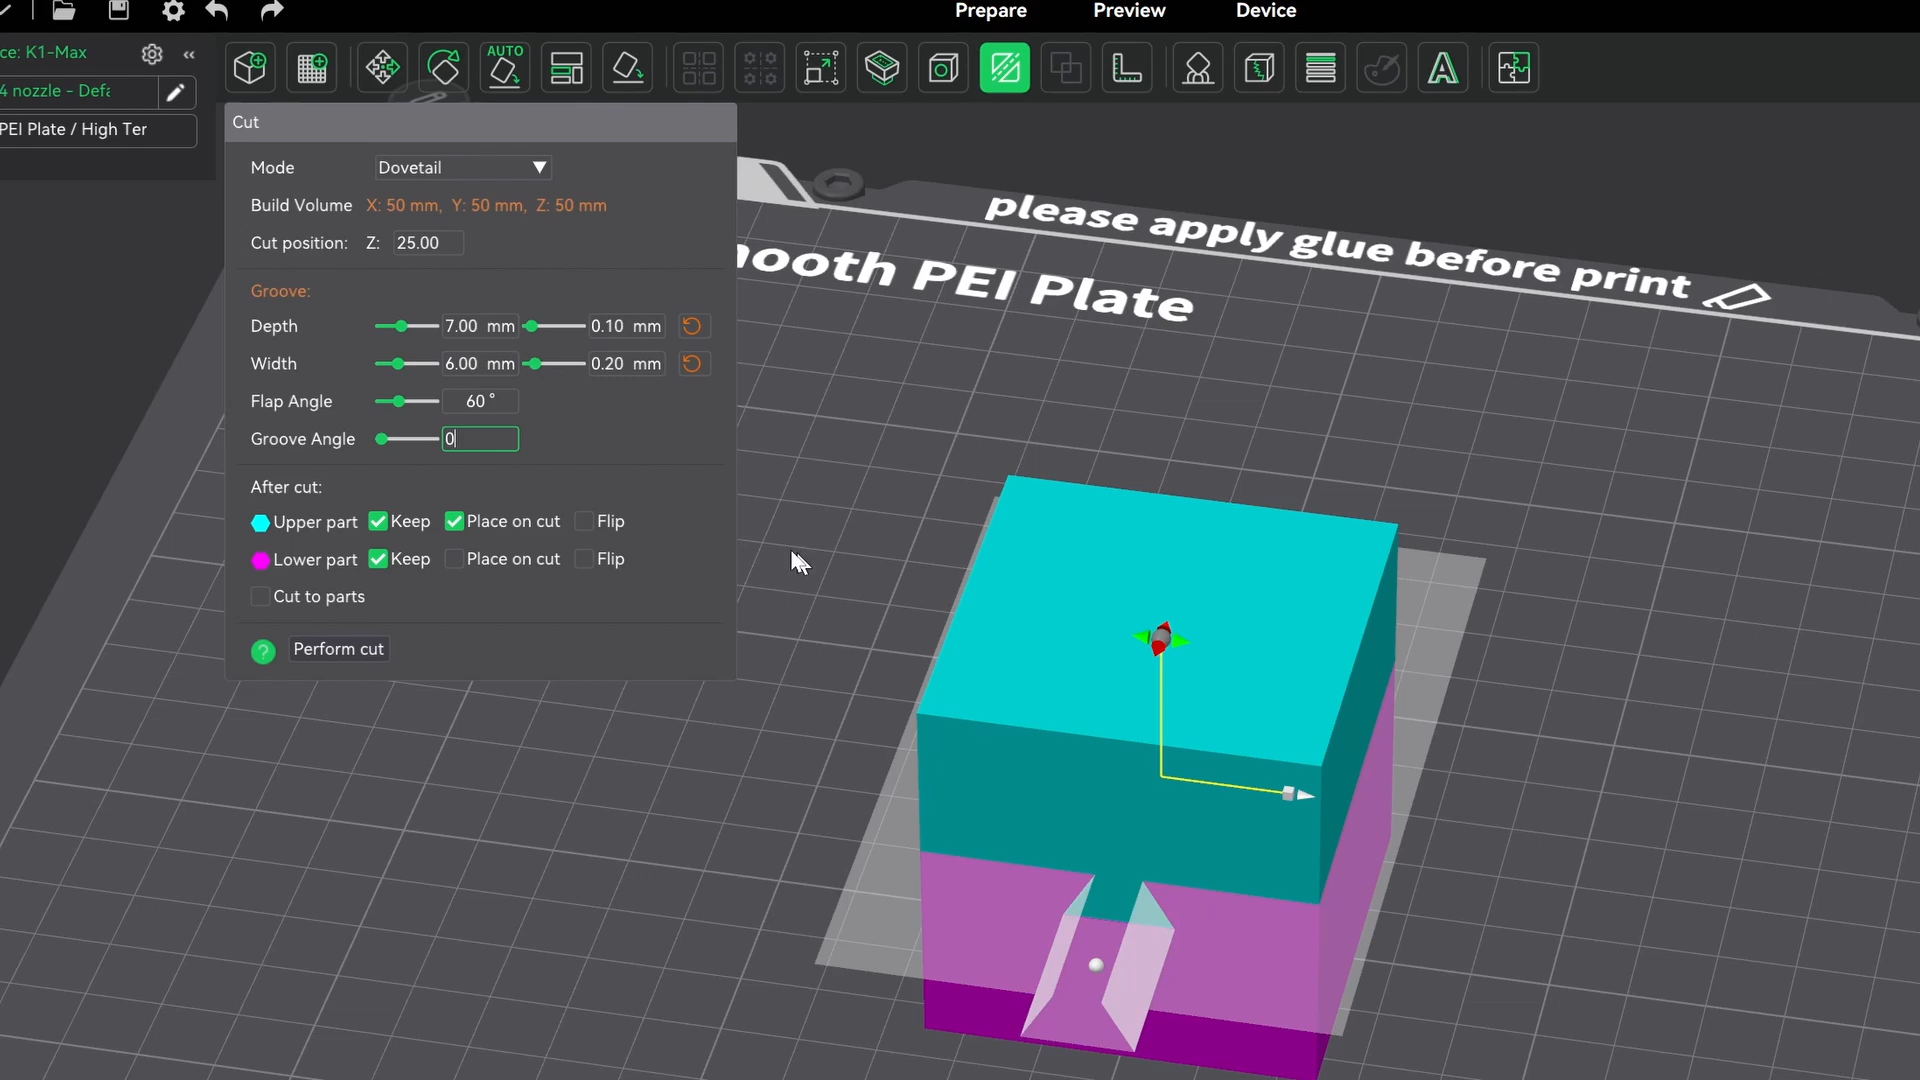 Prepare
Preview
Device
ce: K1-Max
«
4 nozzle - Defa
PEI Plate / High Ter
AUTO
A
Cut
Mode
Dovetail
Build Volume X: 50 mm, Y: 50 mm, Z: 50 mm
Cut position: Z: 25.00
Groove:
Depth 7.00 mm 0.10 mm
Width 6.00 mm 0.20 mm
Flap Angle 60 °
Groove Angle 0
After cut:
Upper part Keep Place on cut Flip
Lower part Keep Place on cut Flip
Cut to parts
? Perform cut
please apply glue before print
mooth PEI Plate